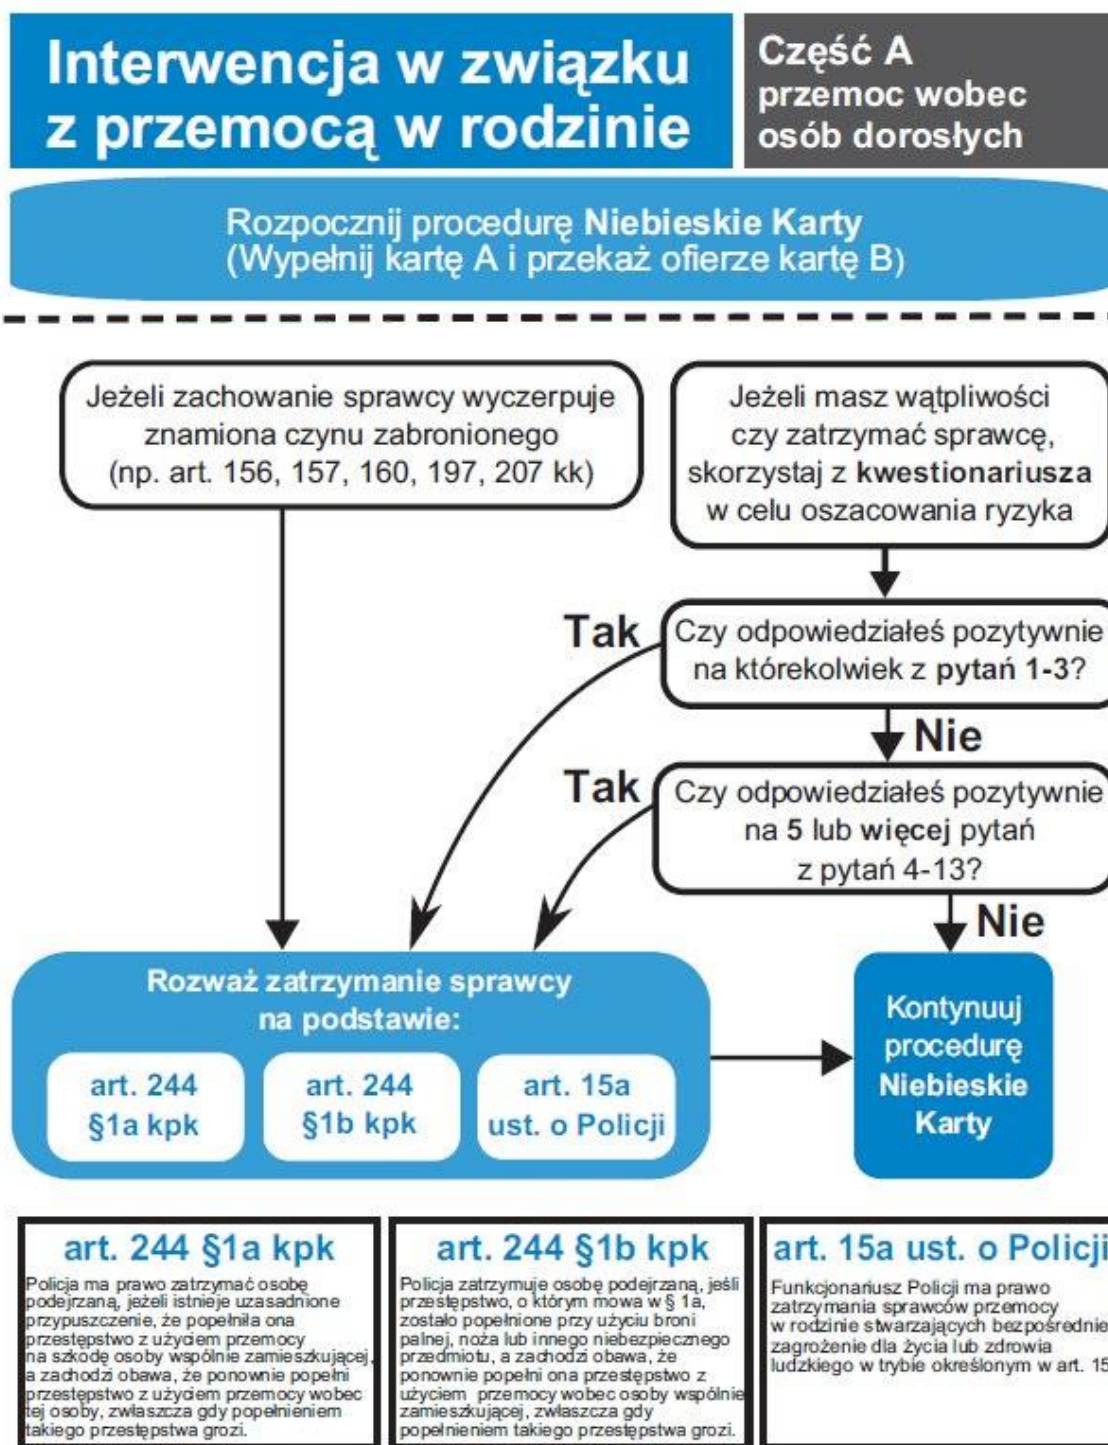 Interwencja w związku
z przemocą w rodzinie
Część A
przemoc wobec
osób dorosłych
Rozpocznij procedurę Niebieskie Karty
(Wypełnij kartę A i przekaż ofierze kartę B)
Jeżeli zachowanie sprawcy wyczerpuje
znamiona czynu zabronionego
(np. art. 156, 157, 160, 197, 207 kk)
Jeżeli masz wątpliwości
czy zatrzymać sprawcę,
skorzystaj z kwestionariusza
w celu oszacowania ryzyka
Tak
Czy odpowiedziałeś pozytywnie
na którekolwiek z pytań 1-3?
Nie
Tak
Czy odpowiedziałeś pozytywnie
na 5 lub więcej pytań
z pytań 4-13?
Nie
Rozważ zatrzymanie sprawcy
na podstawie:
art. 244
§1a kpk
art. 244
§1b kpk
art. 15a
ust. o Policji
Kontynuuj
procedurę
Niebieskie
Karty
art. 244 §1a kpk
Policja ma prawo zatrzymać osobę
podejrzaną, jeżeli istnieje uzasadnione
przypuszczenie, że popełniła ona
przestępstwo z użyciem przemocy
na szkodę osoby wspólnie zamieszkującej,
a zachodzi obawa, że ponownie popełni
przestępstwo z użyciem przemocy wobec
tej osoby, zwłaszcza gdy popełnieniem
takiego przestępstwa grozi.
art. 244 §1b kpk
Policja zatrzymuje osobę podejrzaną, jeśli
przestępstwo, o którym mowa w § 1a,
zostało popełnione przy użyciu broni
palnej, noża lub innego niebezpiecznego
przedmiotu, a zachodzi obawa, że
ponownie popełni ona przestępstwo z
użyciem przemocy wobec osoby wspólnie
zamieszkującej, zwłaszcza gdy
popełnieniem takiego przestępstwa grozi.
art. 15a ust. o Policji
Funkcjonariusz Policji ma prawo
zatrzymania sprawców przemocy
w rodzinie stwarzających bezpośrednie
zagrożenie dla życia lub zdrowia
ludzkiego w trybie określonym w art. 15